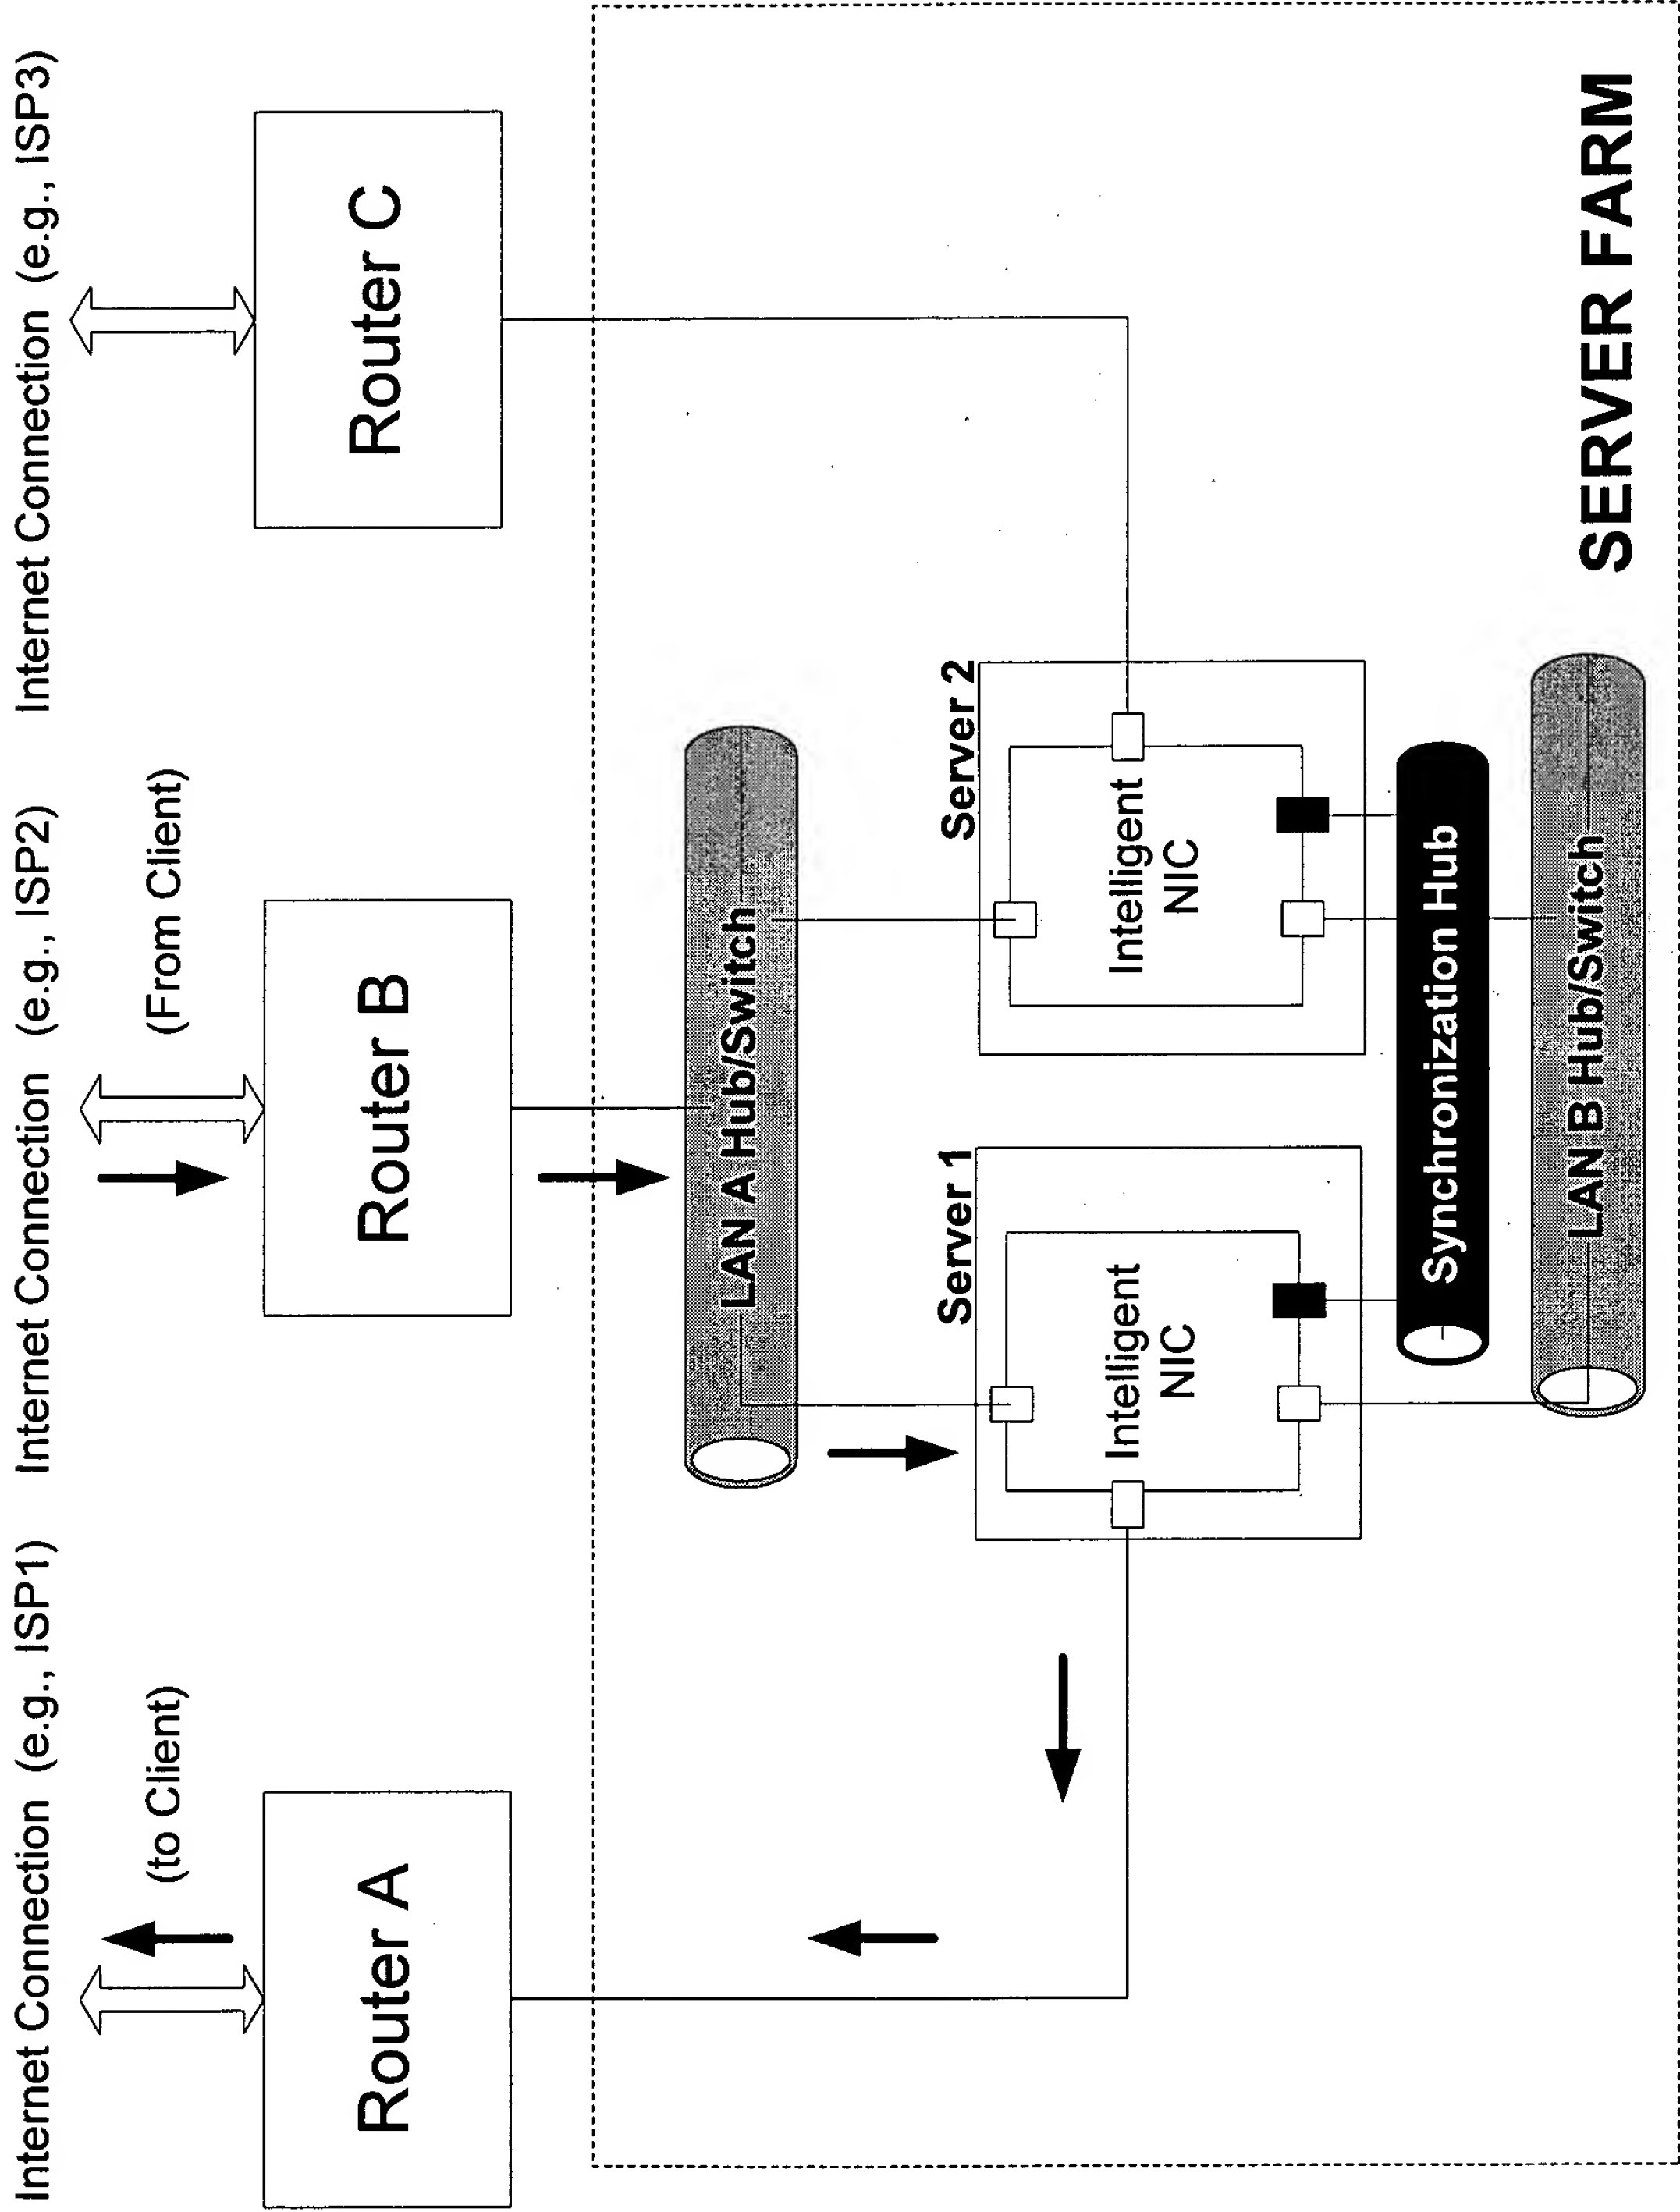 Internet Connection (e.g., ISP1)
Internet Connection (e.g., ISP2)
Internet Connection (e.g., ISP3)
(to Client)
(From Client)
Router A
Router B
Router C
LAN A Hub/Switch
Server 1
Server 2
Intelligent
NIC
Intelligent
NIC
Synchronization Hub
LAN B Hub/Switch
SERVER FARM